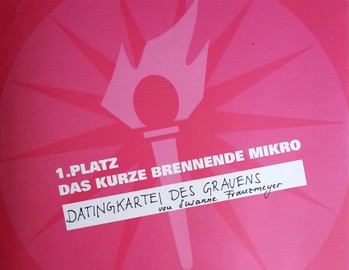 1.PLATZ
DAS KURZE BRENNENDE MIKRO
DATINGKARTEI DES GRAUENS
von Susanne Franzmeyer